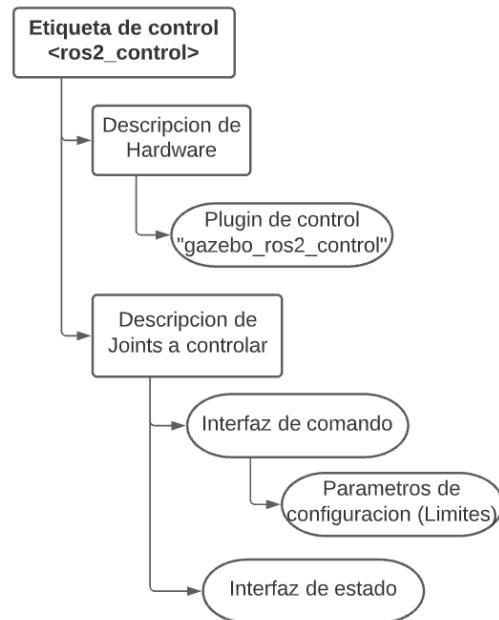 Etiqueta de control
<ros2_control>
Descripcion de
Hardware
Plugin de control
"gazebo_ros2_control"
Descripcion de
Joints a controlar
Interfaz de comando
Parametros de
configuracion (Limites)
Interfaz de estado